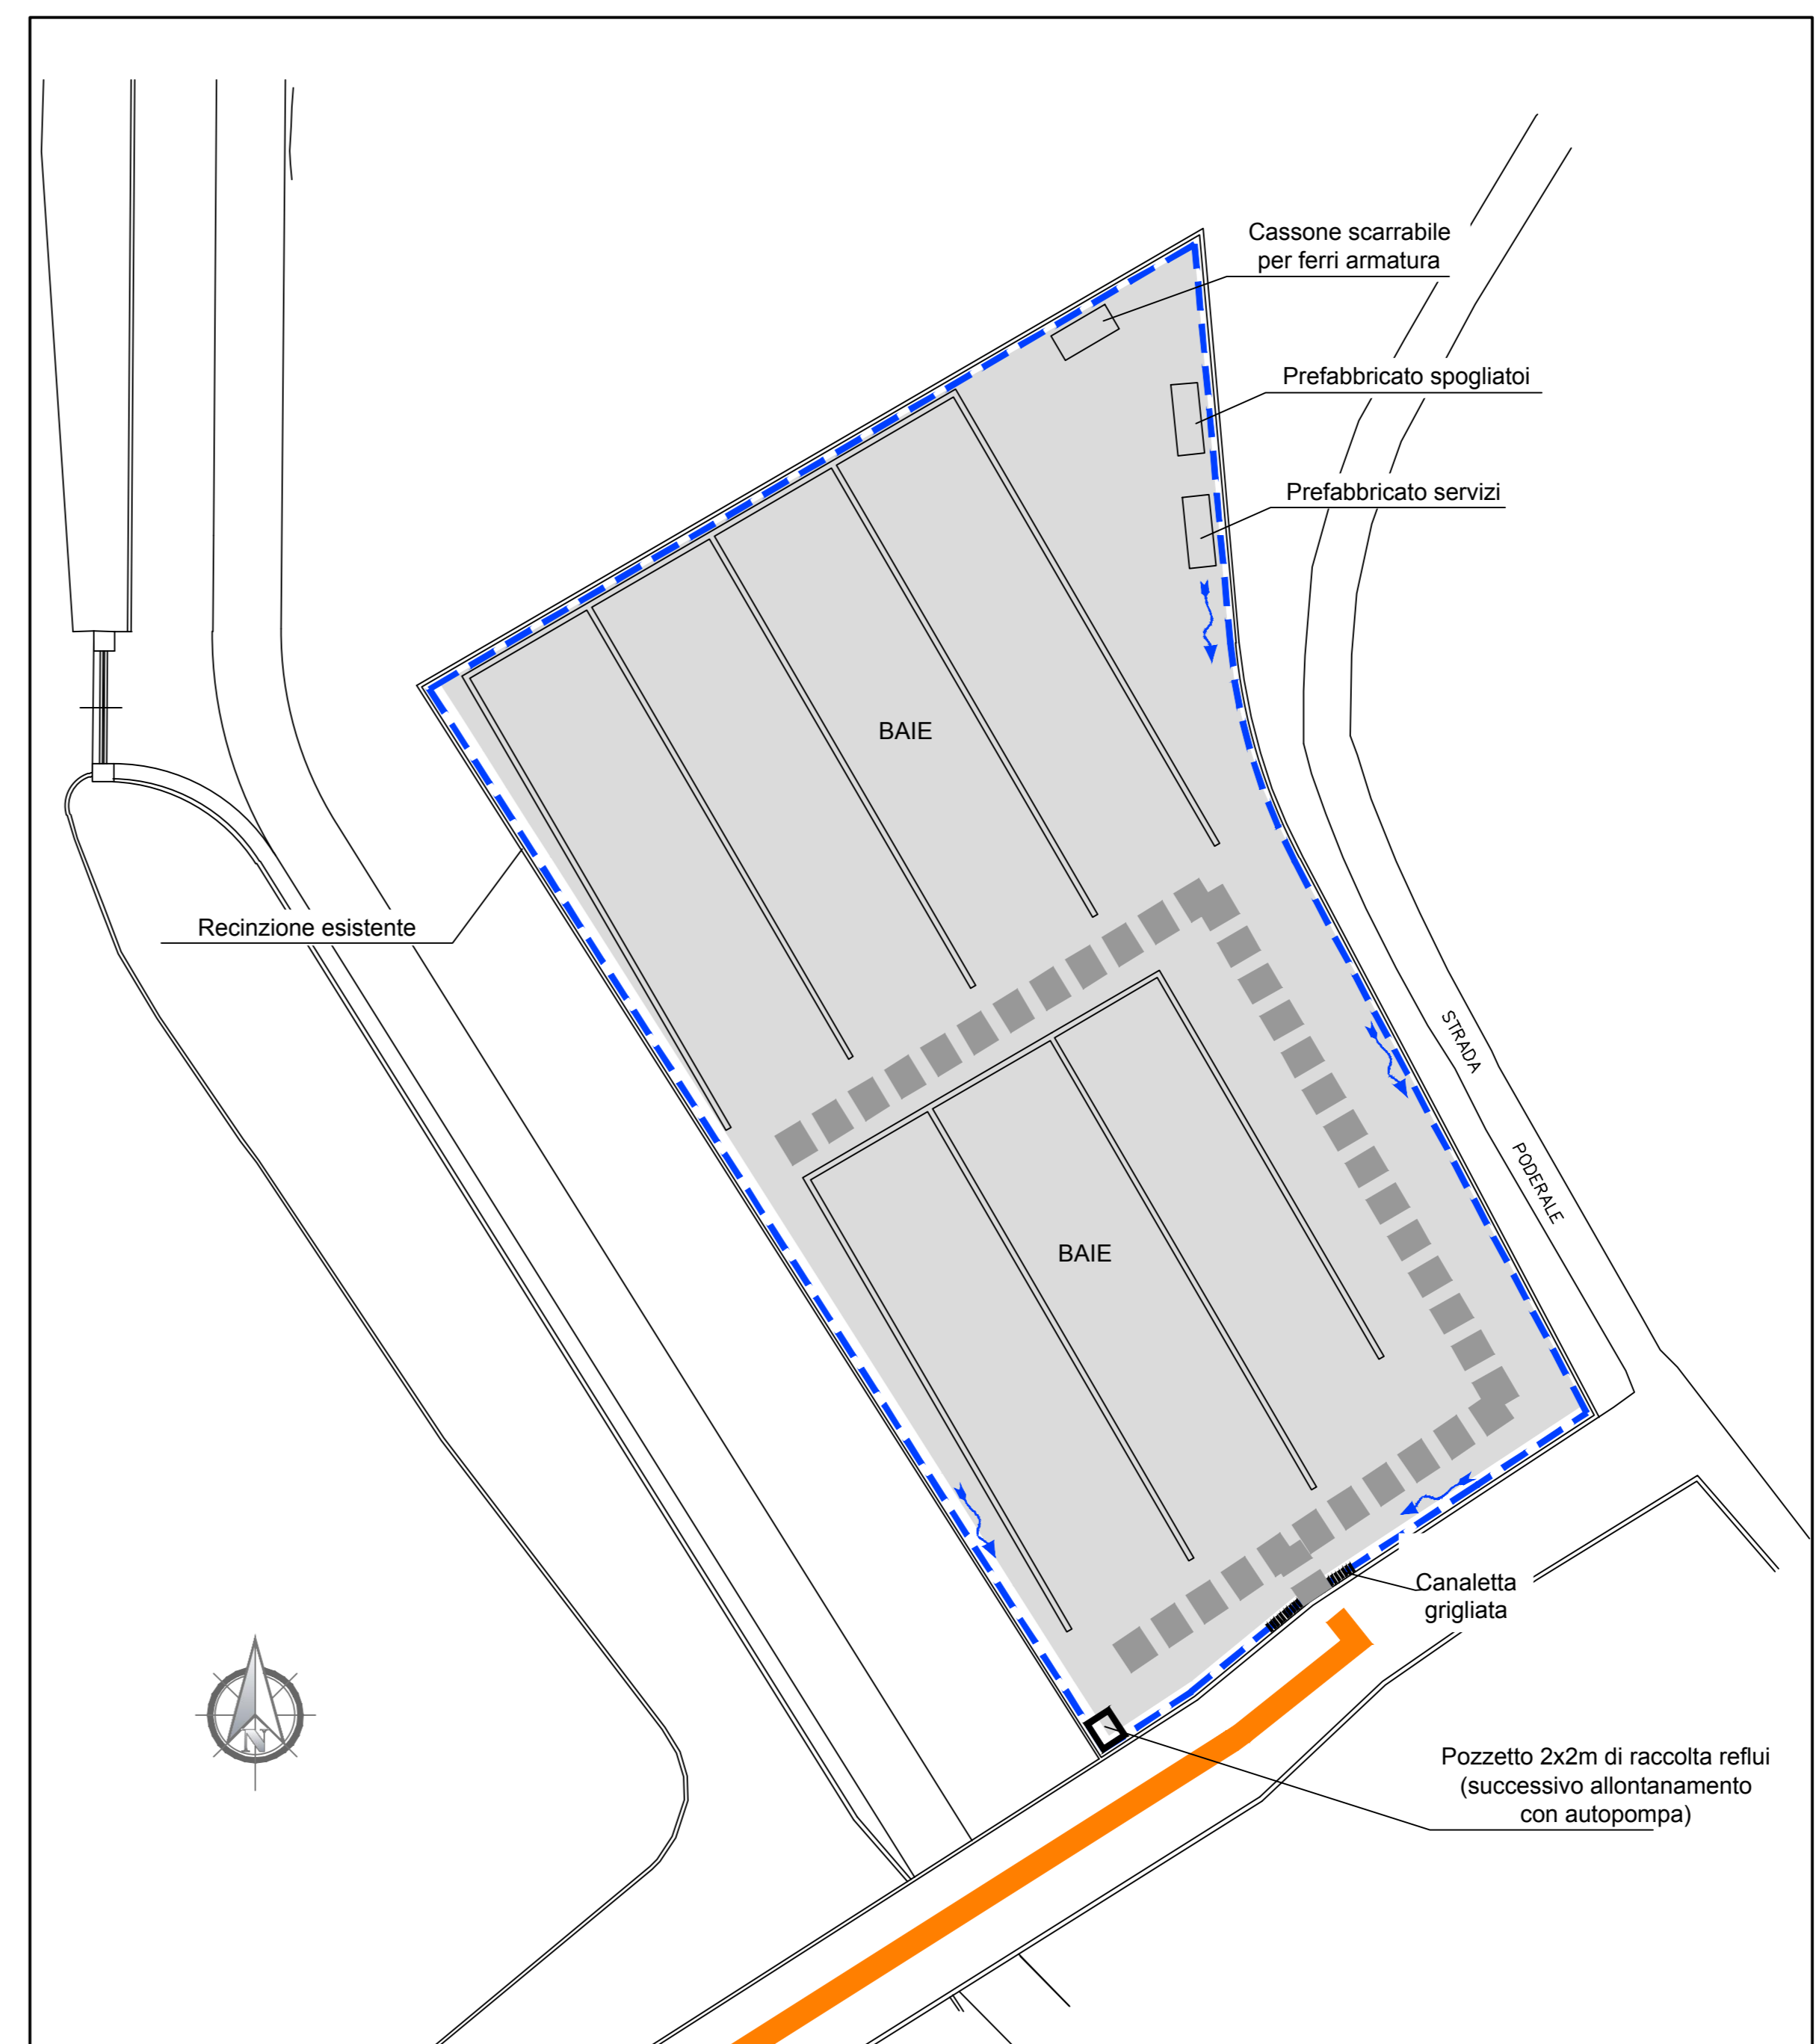 Cassone scarrabile
per ferri armatura
Prefabbricato spogliatoi
Prefabbricato servizi
BAIE
Recinzione esistente
STRADA
PODERALE
BAIE
Canaletta
grigliata
N
Pozzetto 2x2m di raccolta reflui
(successivo allontanamento
con autopompa)